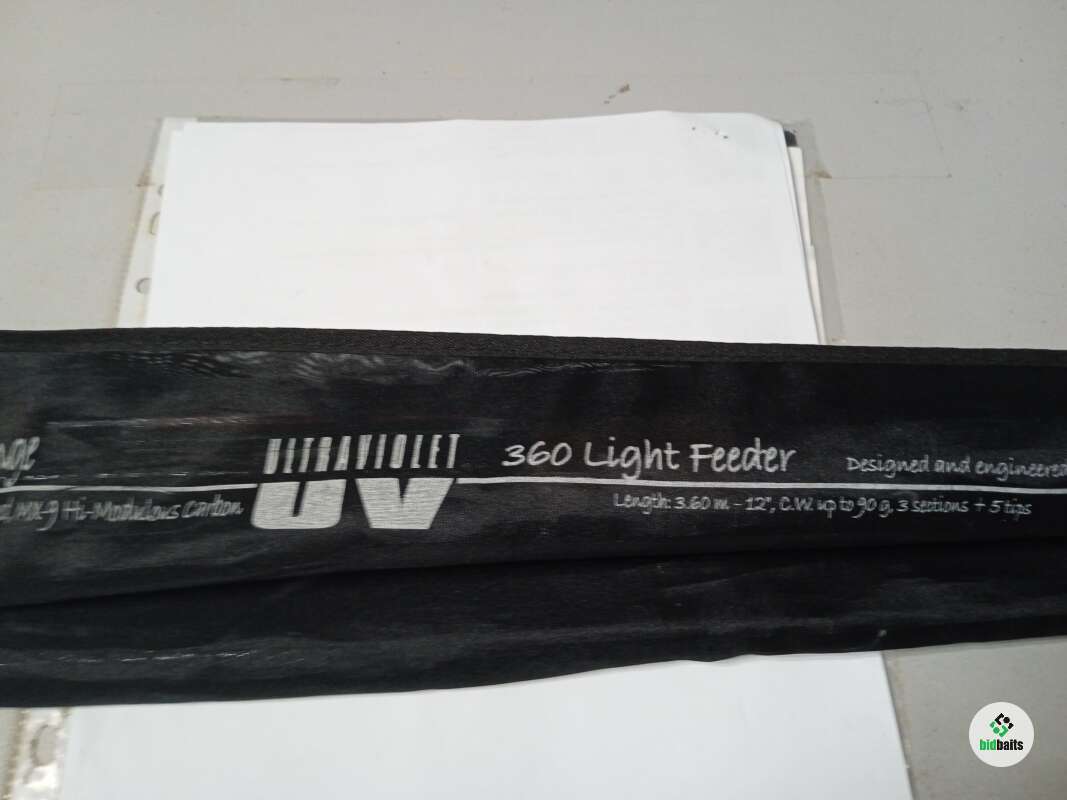 ULTRAVIOLET
UV
360 Light Feeder
Designed and engineered
MX-9 Hi-Modulous Carbon
Length: 3.60 m - 12", C.W. up to 90 g, 3 sections + 5 tips
bidbaits